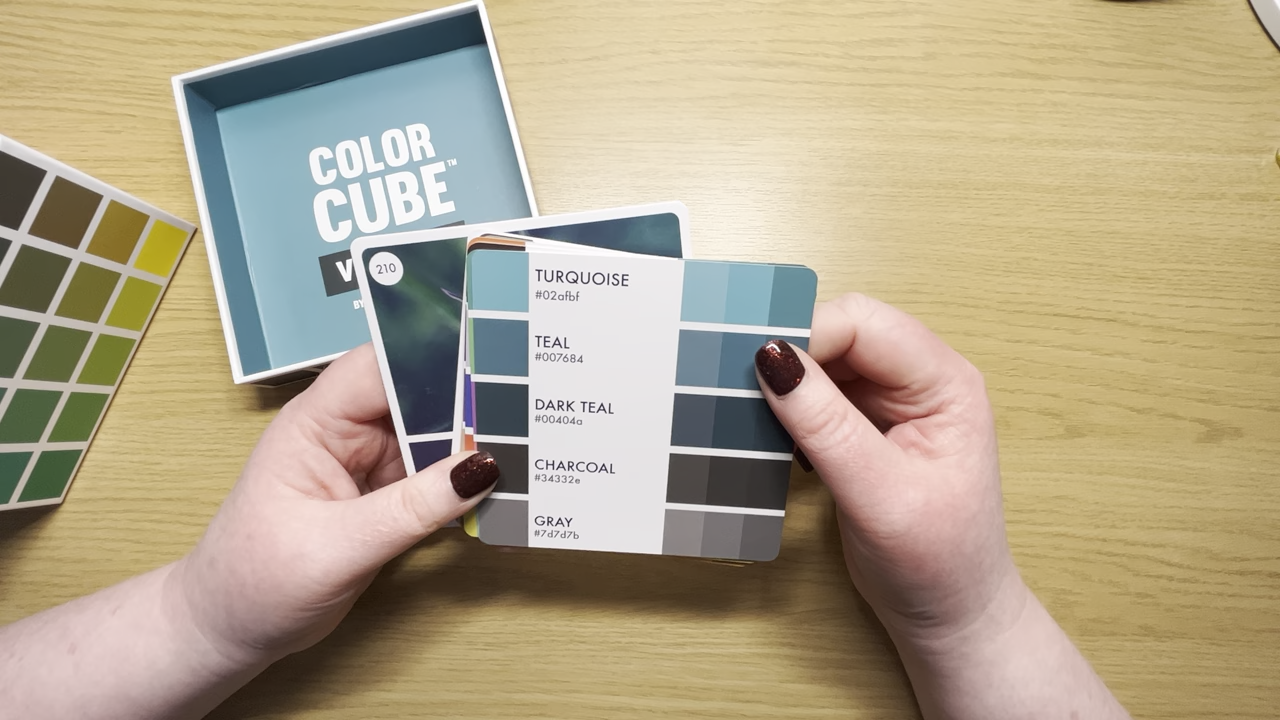 COLOR
CUBE™
V
BY
210
TURQUOISE
#02afbf
TEAL
#007684
DARK TEAL
#00404a
CHARCOAL
#34332e
GRAY
#7d7d7b